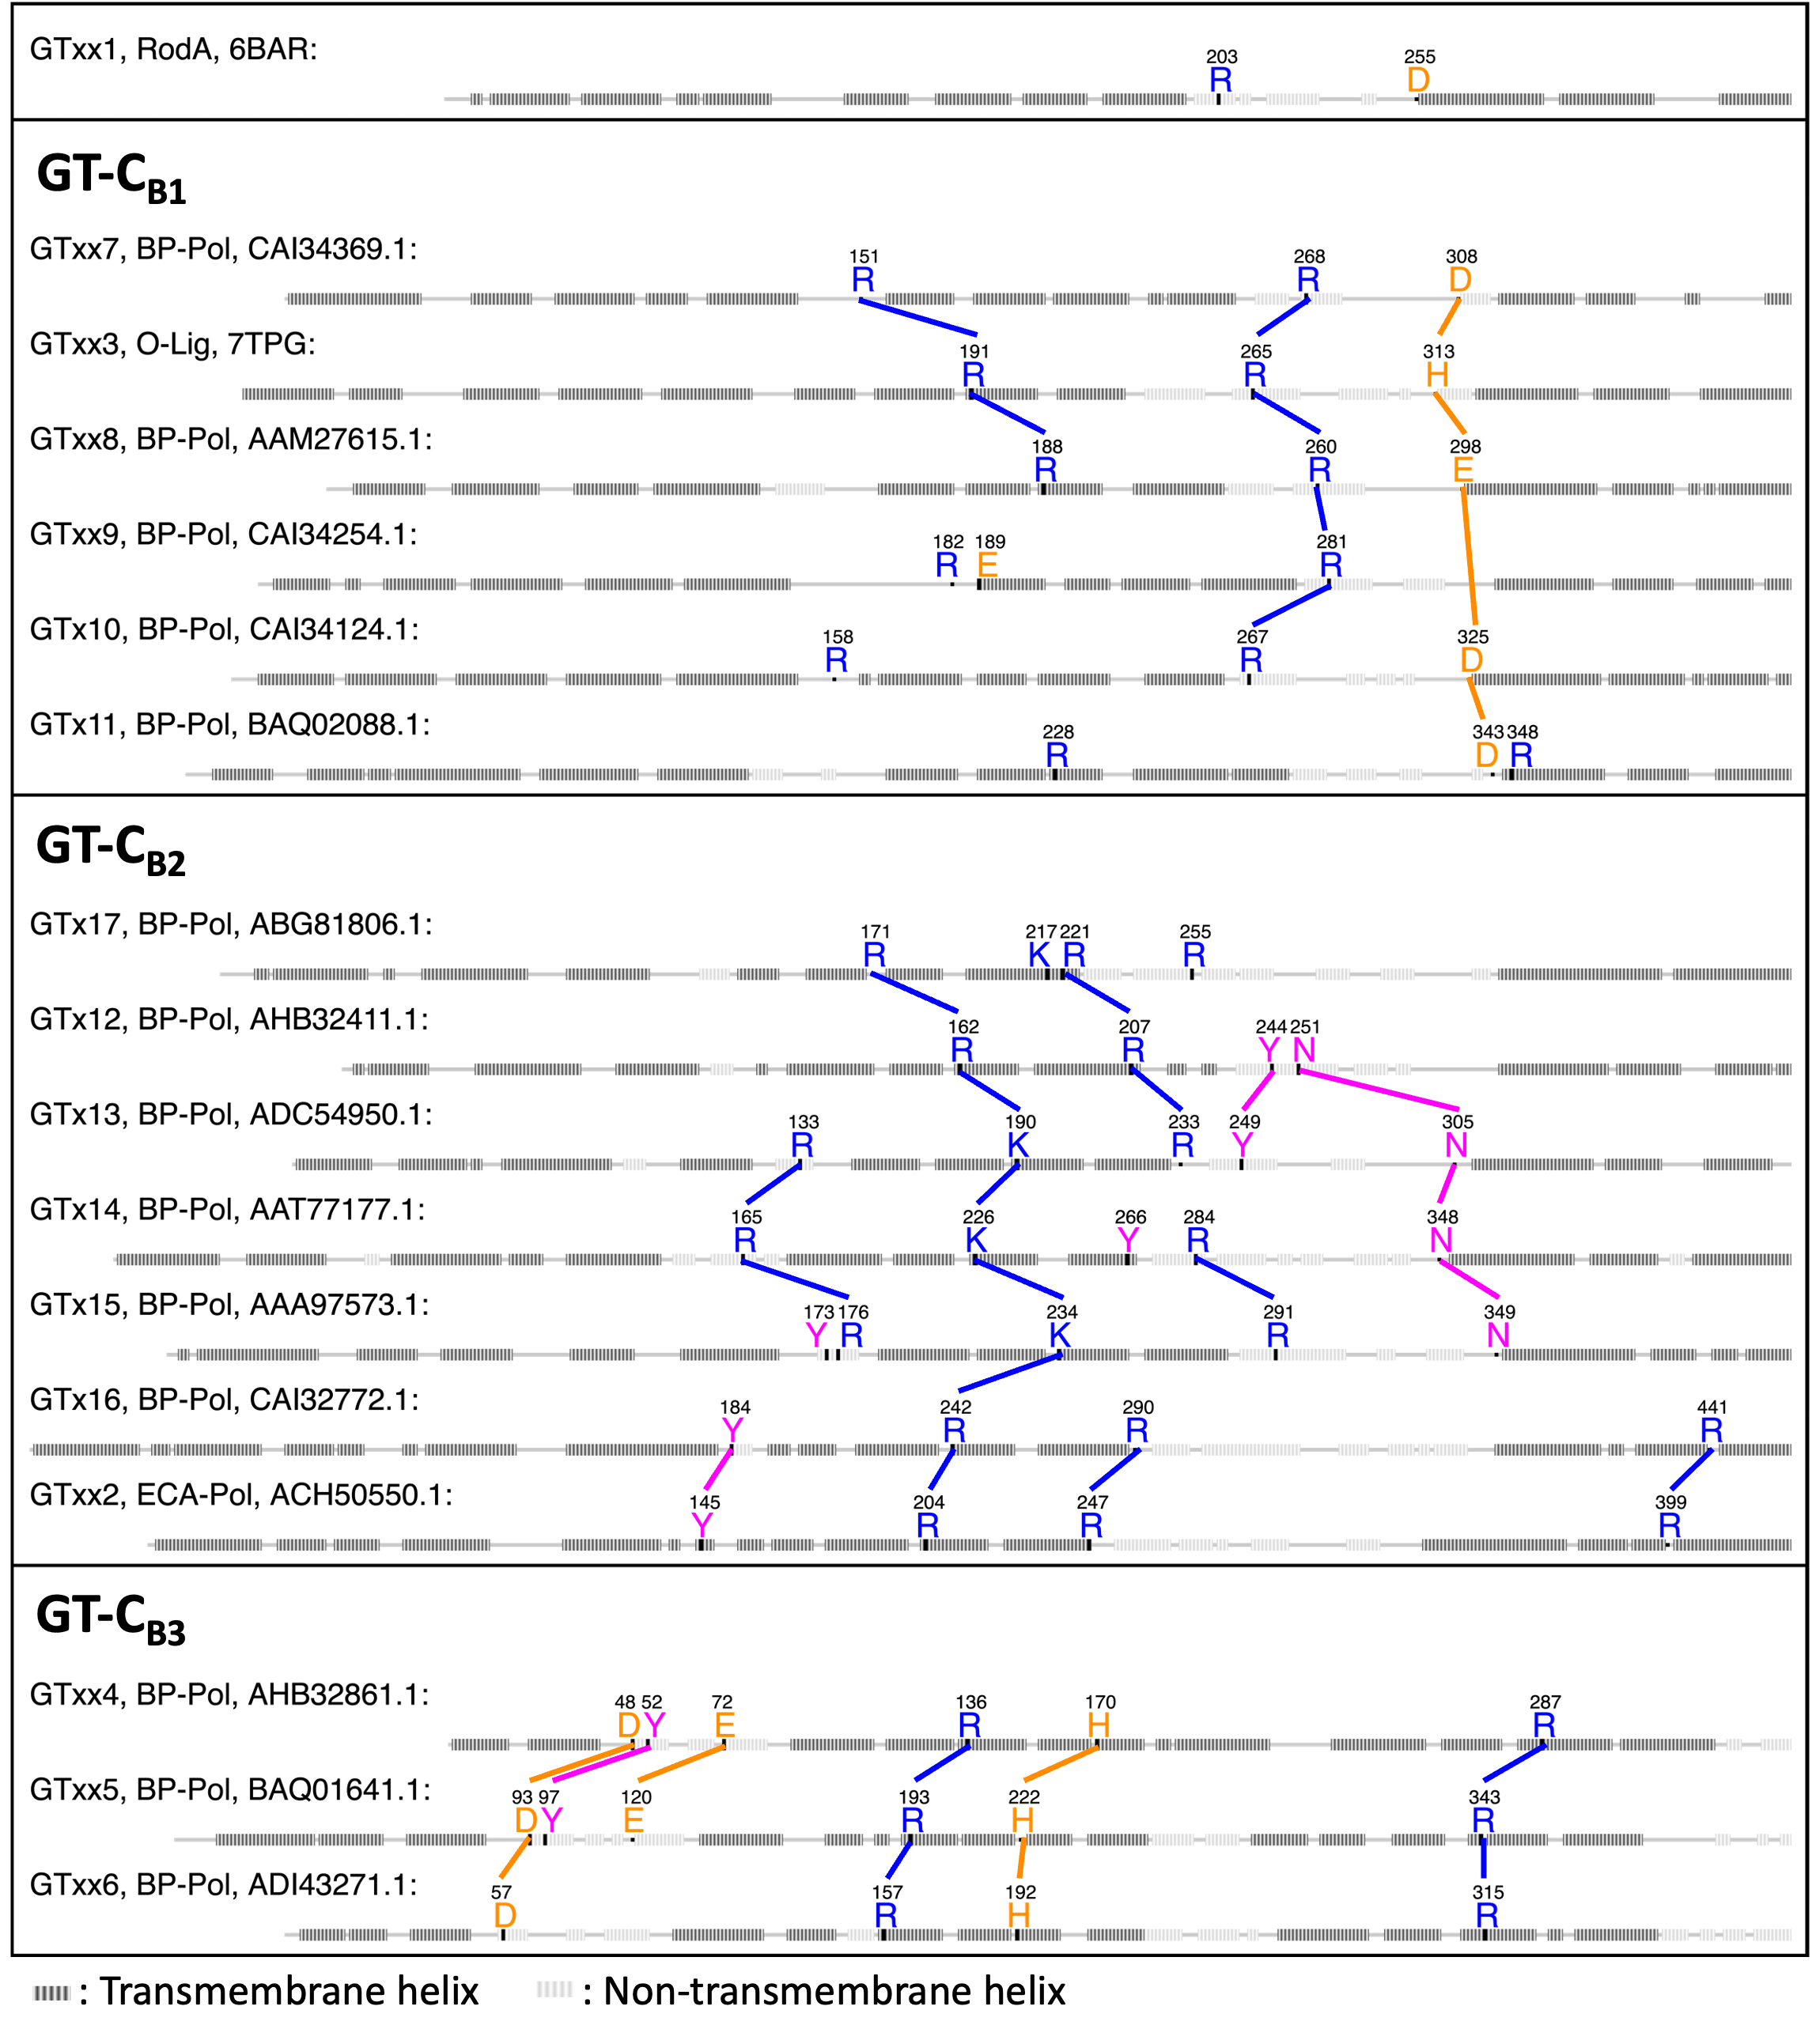 GTxx1, RodA, 6BAR:
203 255
R D
GT-CB1
GTxx7, BP-Pol, CAI34369.1:
151 268 308
R R D
GTxx3, O-Lig, 7TPG:
191 265 313
R R H
GTxx8, BP-Pol, AAM27615.1:
188 260 298
R R E
GTxx9, BP-Pol, CAI34254.1:
182 189 281
R E R
GTx10, BP-Pol, CAI34124.1:
158 267 325
R R D
GTx11, BP-Pol, BAQ02088.1:
228 343 348
R D R
GT-CB2
GTx17, BP-Pol, ABG81806.1:
171 217 221 255
R K R R
GTx12, BP-Pol, AHB32411.1:
162 207 244 251
R R Y N
GTx13, BP-Pol, ADC54950.1:
133 190 233 249 305
R K R Y N
GTx14, BP-Pol, AAT77177.1:
165 226 266 284 348
R K Y R N
GTx15, BP-Pol, AAA97573.1:
173 176 234 291 349
Y R K R N
GTx16, BP-Pol, CAI32772.1:
184 242 290 441
Y R R R
GTxx2, ECA-Pol, ACH50550.1:
145 204 247 399
Y R R R
GT-CB3
GTxx4, BP-Pol, AHB32861.1:
48 52 72 136 170 287
D Y E R H R
GTxx5, BP-Pol, BAQ01641.1:
93 97 120 193 222 343
D Y E R H R
GTxx6, BP-Pol, ADI43271.1:
57 157 192 315
D R H R
: Transmembrane helix : Non-transmembrane helix